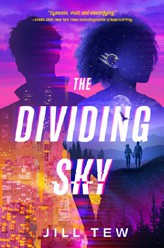 "Dynamic, vivid and electrifying."
THE
DIVIDING
SKY
JILL TEW